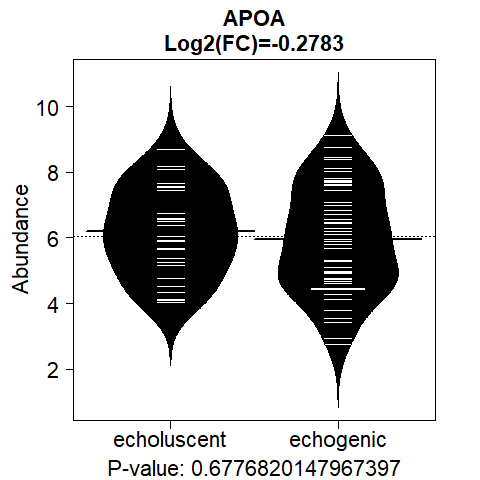 APOA
Log2(FC)=-0.2783
Abundance
10
8
6
4
2
echoluscent echogenic
P-value: 0.6776820147967397